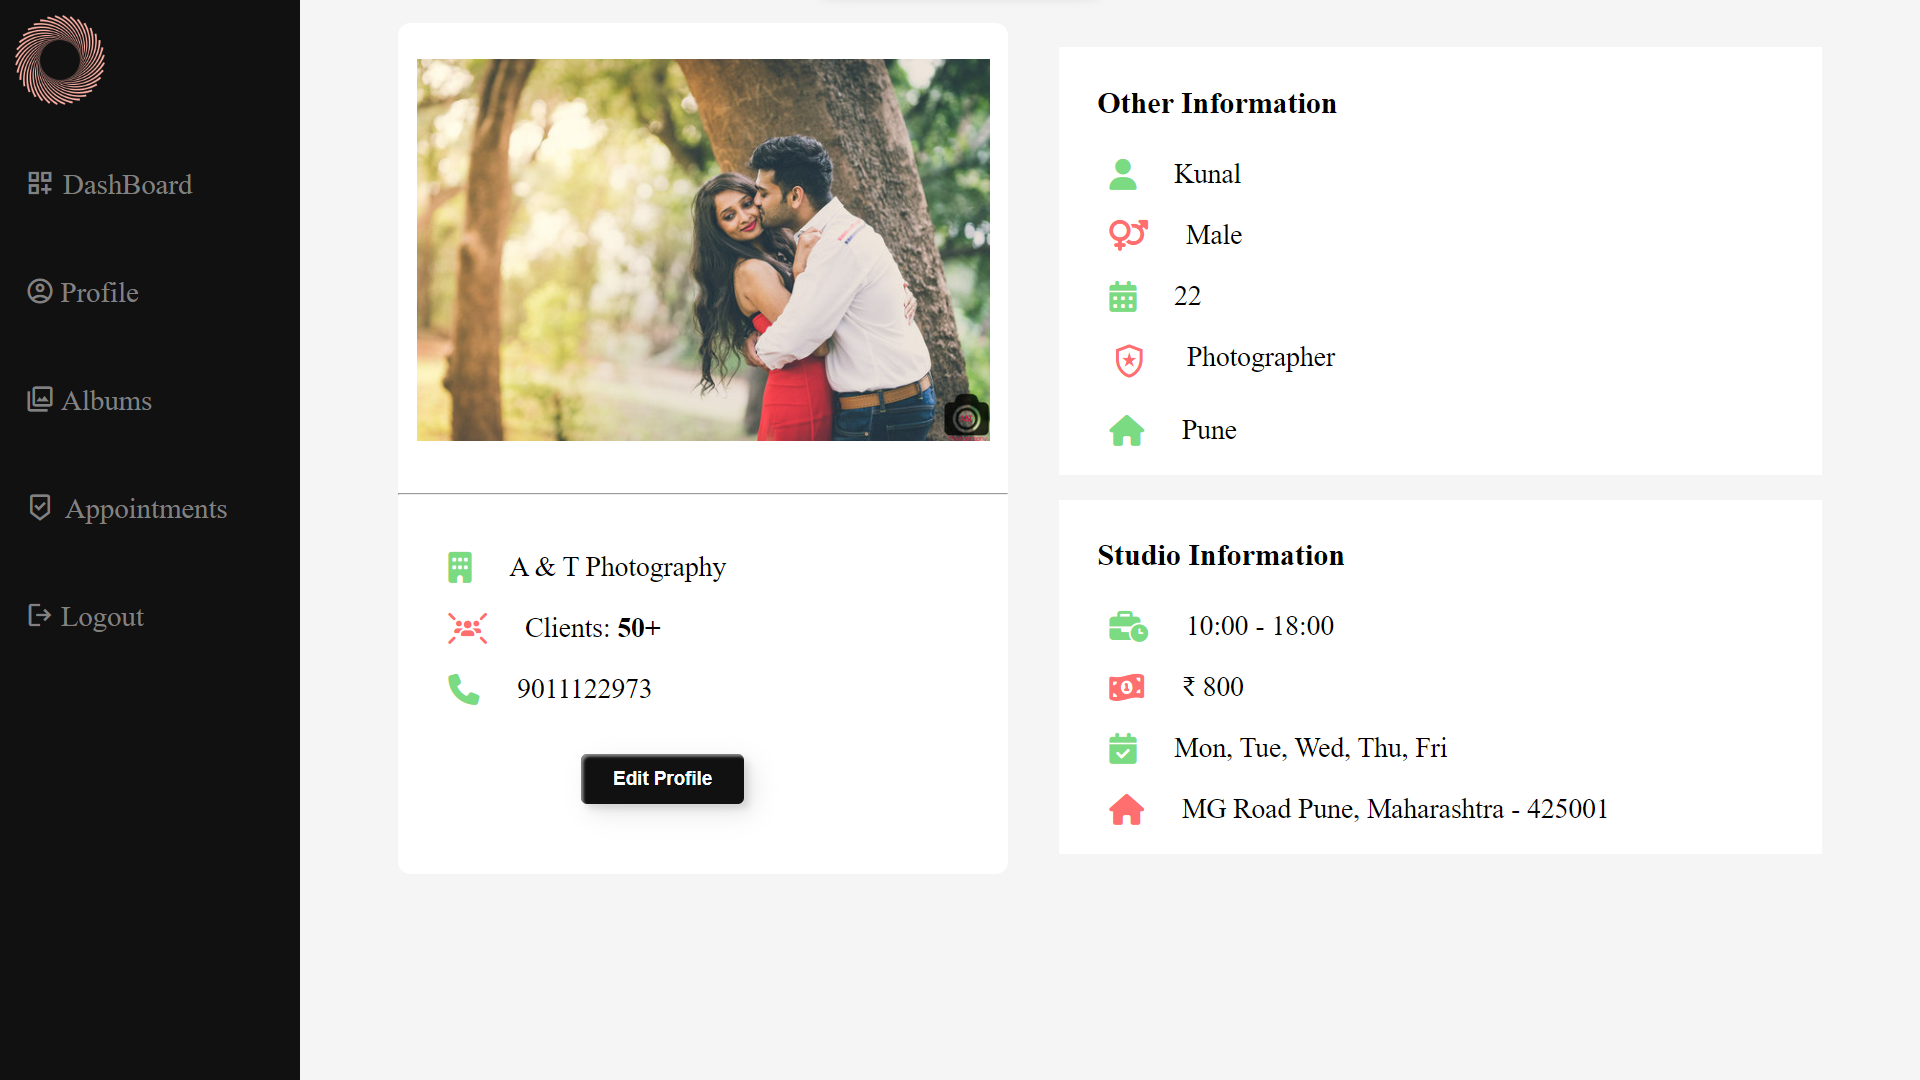 DashBoard
Profile
Albums
Appointments
Logout
A & T Photography
Clients: 50+
9011122973
Edit Profile
Other Information
Kunal
Male
22
Photographer
Pune
Studio Information
10:00 - 18:00
₹ 800
Mon, Tue, Wed, Thu, Fri
MG Road Pune, Maharashtra - 425001